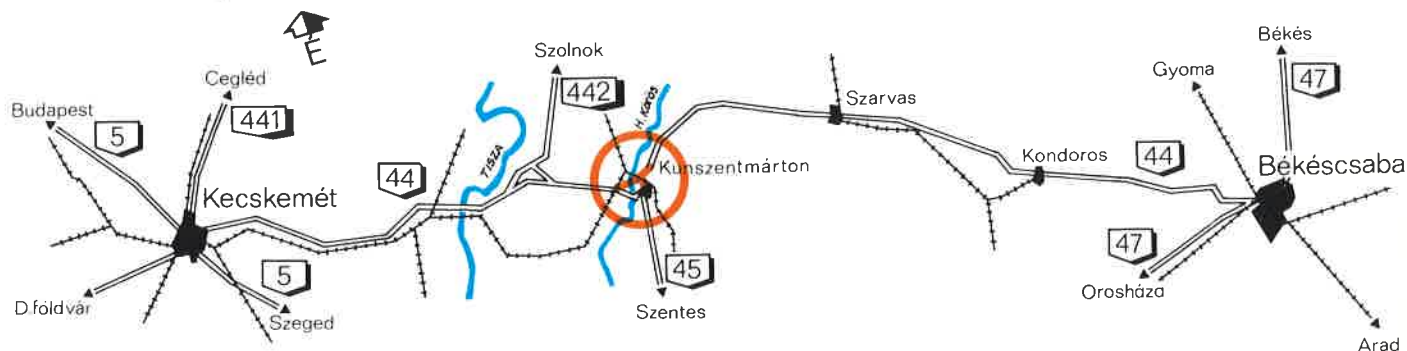 É
Budapest
5
Cegléd
441
Kecskemét
D.földvár
5
Szeged
44
TISZA
Szolnok
442
H. Körös
Kunszentmárton
45
Szentes
Szarvas
Kondoros
44
Gyoma
Békés
47
Békéscsaba
47
Orosháza
Arad